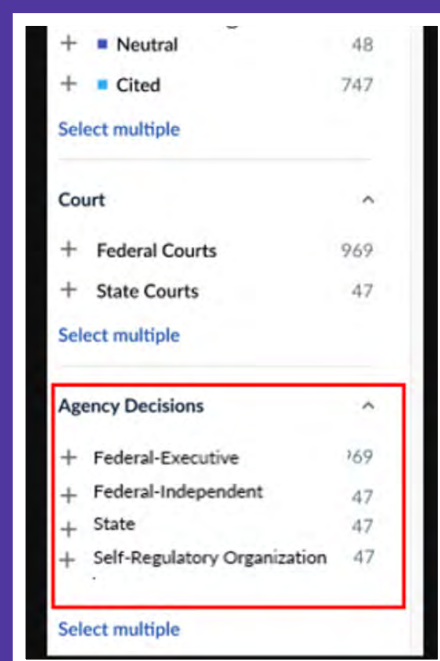 Neutral 48
Cited 747
Select multiple
Court
Federal Courts 969
State Courts 47
Select multiple
Agency Decisions
Federal-Executive 69
Federal-Independent 47
State 47
Self-Regulatory Organization 47
Select multiple